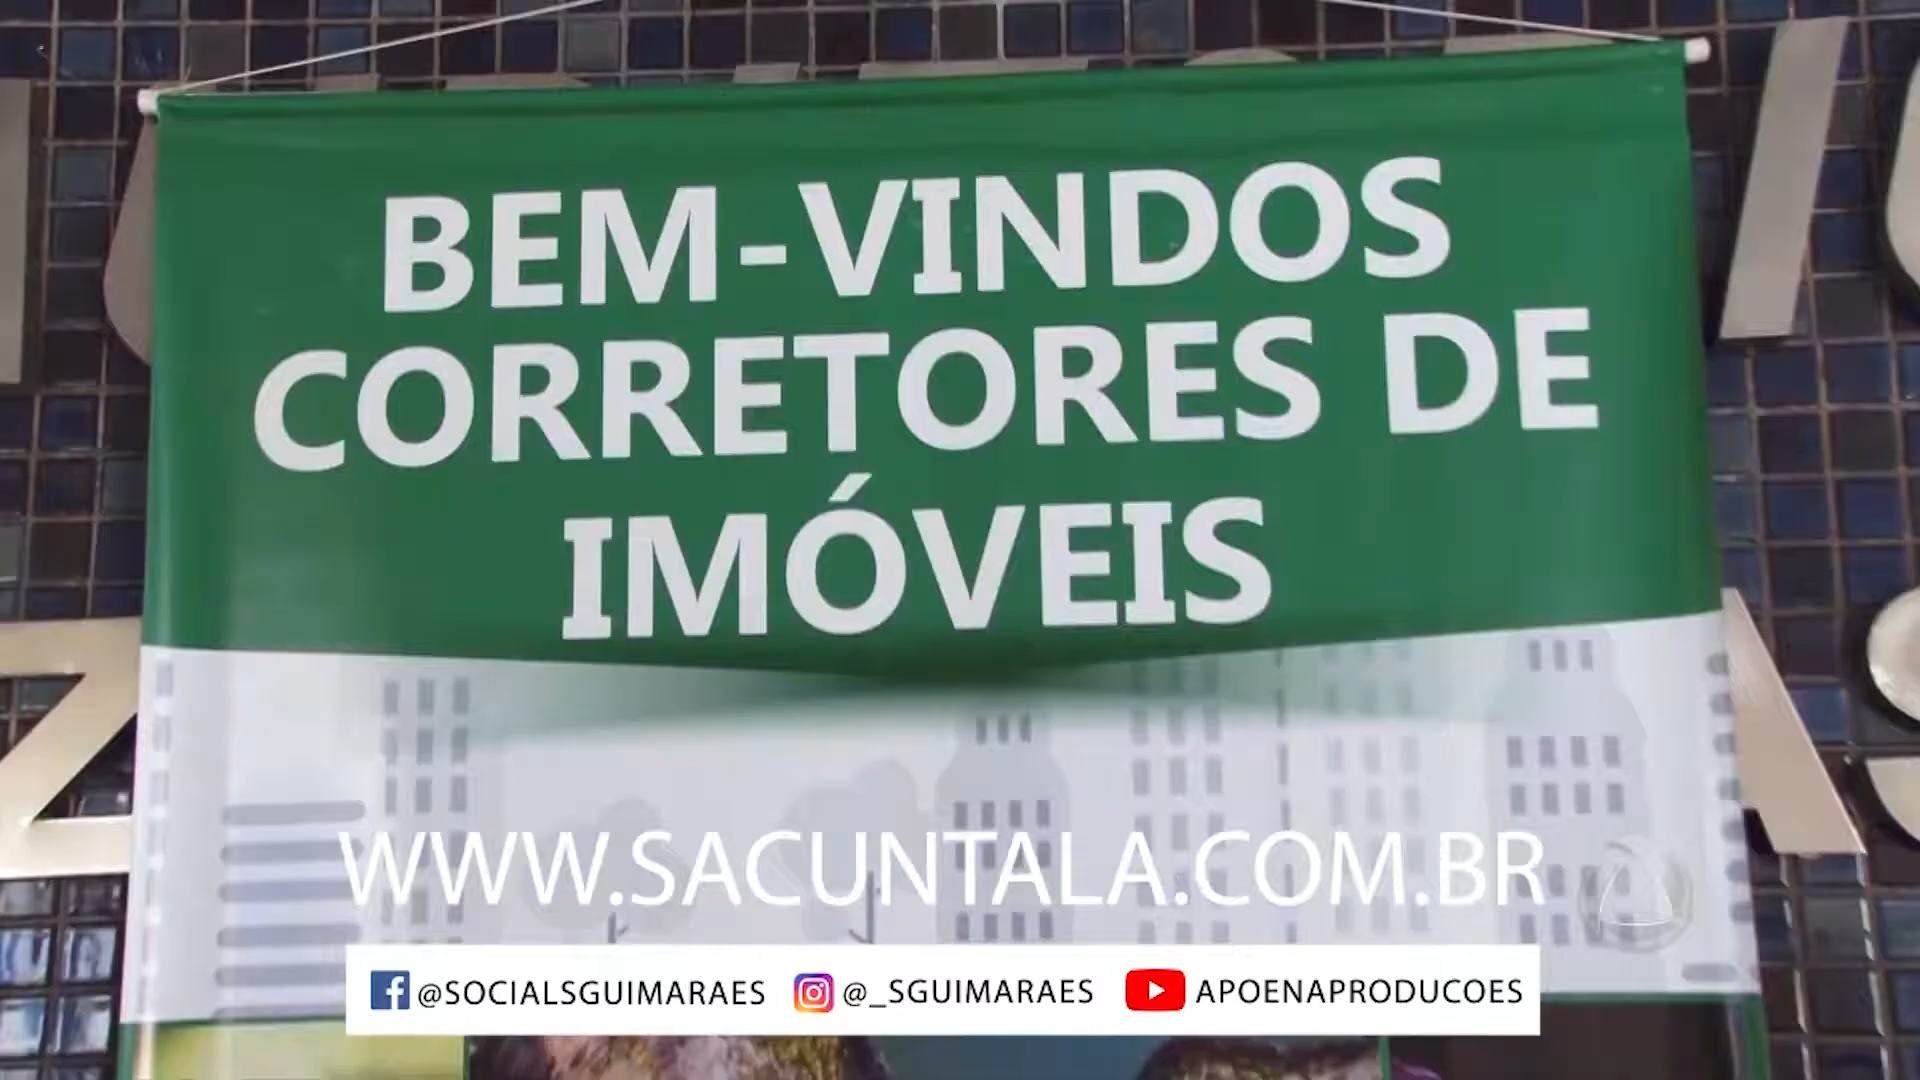 BEM-VINDOS
CORRETORES DE
IMÓVEIS
WWW.SACUNTALA.COM.BR
@SOCIALSGUIMARAES @_SGUIMARAES APOENAPRODUCOES